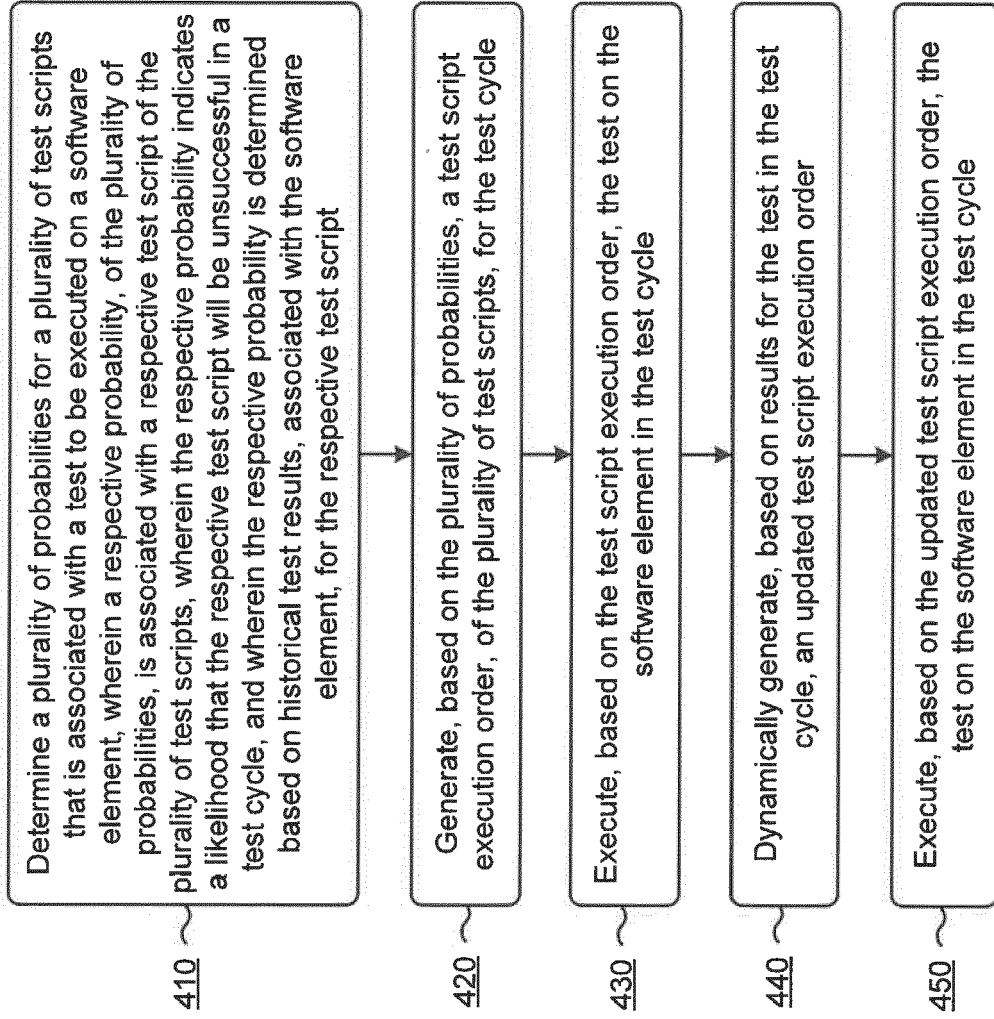 410
Determine a plurality of probabilities for a plurality of test scripts
that is associated with a test to be executed on a software
element, wherein a respective probability, of the plurality of
probabilities, is associated with a respective test script of the
plurality of test scripts, wherein the respective probability indicates
a likelihood that the respective test script will be unsuccessful in a
test cycle, and wherein the respective probability is determined
based on historical test results, associated with the software
element, for the respective test script
420
Generate, based on the plurality of probabilities, a test script
execution order, of the plurality of test scripts, for the test cycle
430
Execute, based on the test script execution order, the test on the
software element in the test cycle
440
Dynamically generate, based on results for the test in the test
cycle, an updated test script execution order
450
Execute, based on the updated test script execution order, the
test on the software element in the test cycle